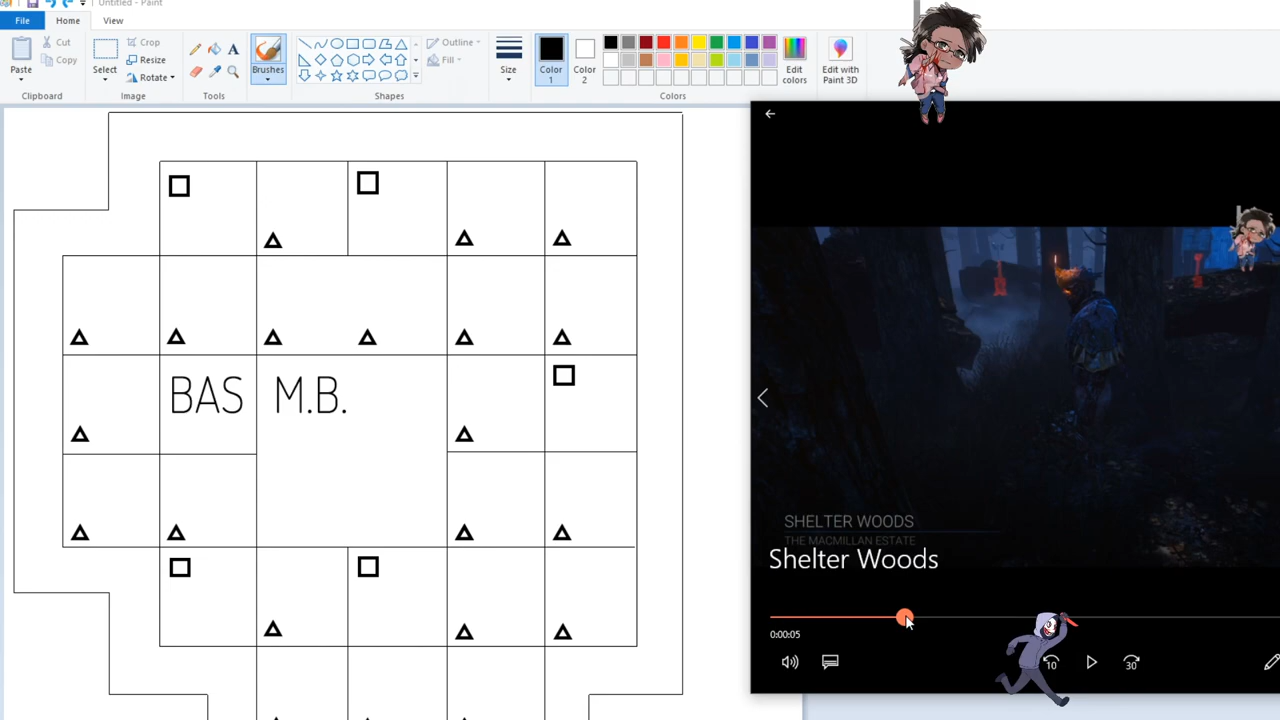 Untitled - Paint
File Home View
Paste
Cut
Copy
Clipboard
Select
Crop
Resize
Rotate
Image
Tools
Brushes
Outline
Fill
Shapes
Size
Color 1
Color 2
Edit colors
Colors
Edit with Paint 3D
BAS M.B.
SHELTER WOODS
THE MACMILLAN ESTATE
Shelter Woods
0:00:05
10
30